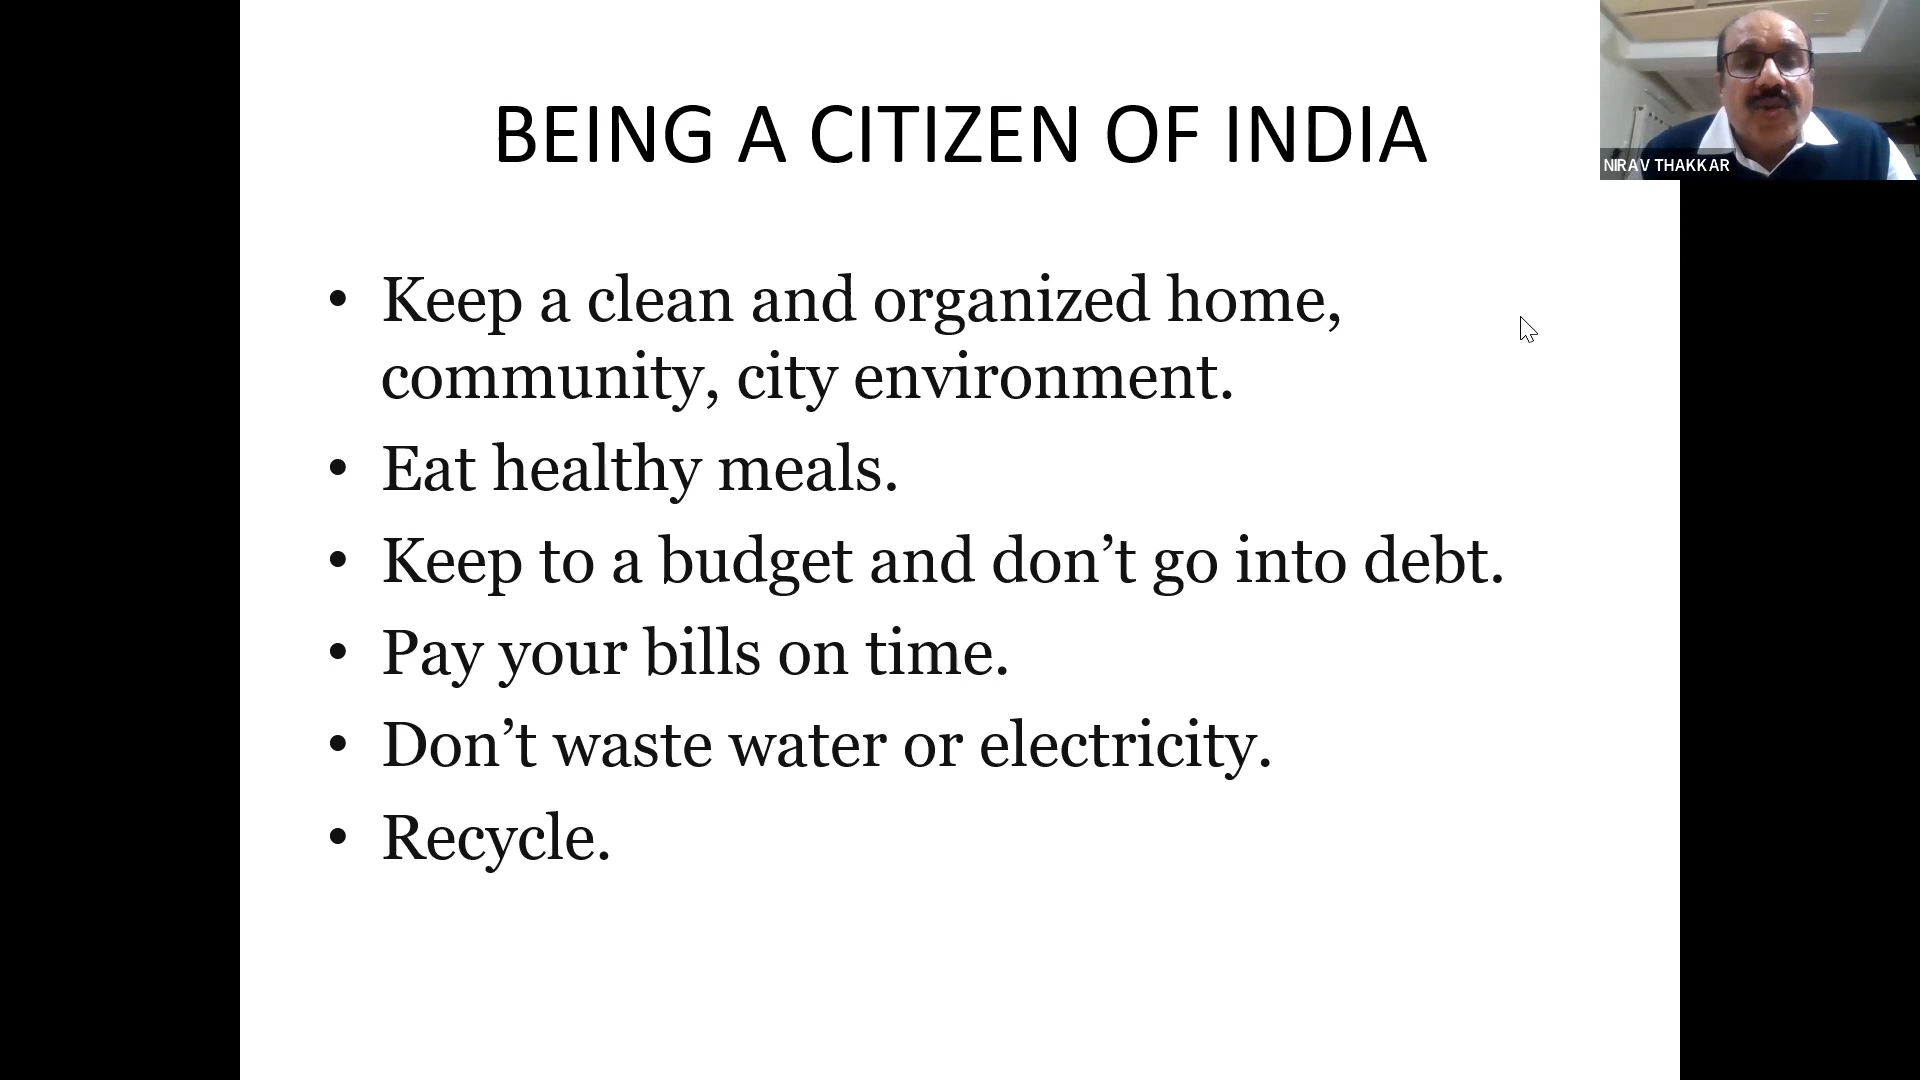 BEING A CITIZEN OF INDIA
NIRAV THAKKAR
• Keep a clean and organized home,
community, city environment.
• Eat healthy meals.
• Keep to a budget and don’t go into debt.
• Pay your bills on time.
• Don’t waste water or electricity.
• Recycle.